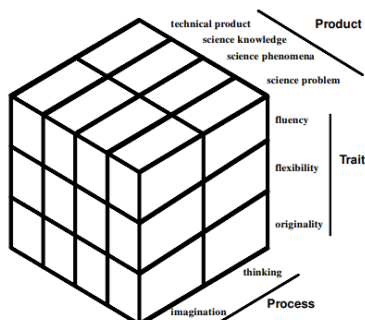 technical product
Product
science knowledge
science phenomena
science problem
fluency
Trait
flexibility
originality
thinking
Process
imagination